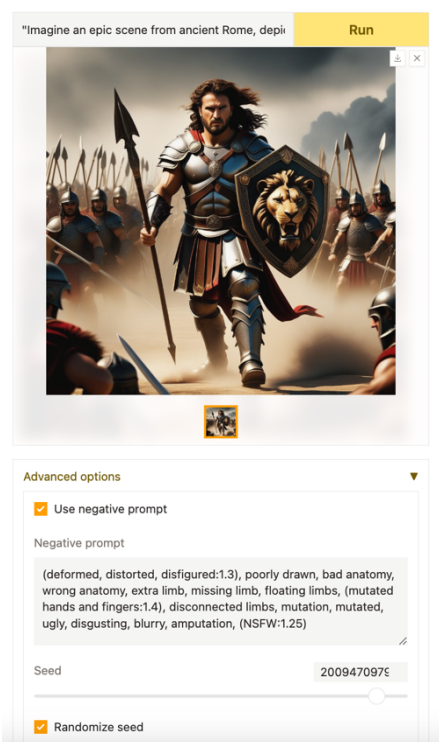 "Imagine an epic scene from ancient Rome, depi
Run
Advanced options
Use negative prompt
Negative prompt
(deformed, distorted, disfigured:1.3), poorly drawn, bad anatomy,
wrong anatomy, extra limb, missing limb, floating limbs, (mutated
hands and fingers:1.4), disconnected limbs, mutation, mutated,
ugly, disgusting, blurry, amputation, (NSFW:1.25)
Seed
2009470979
Randomize seed